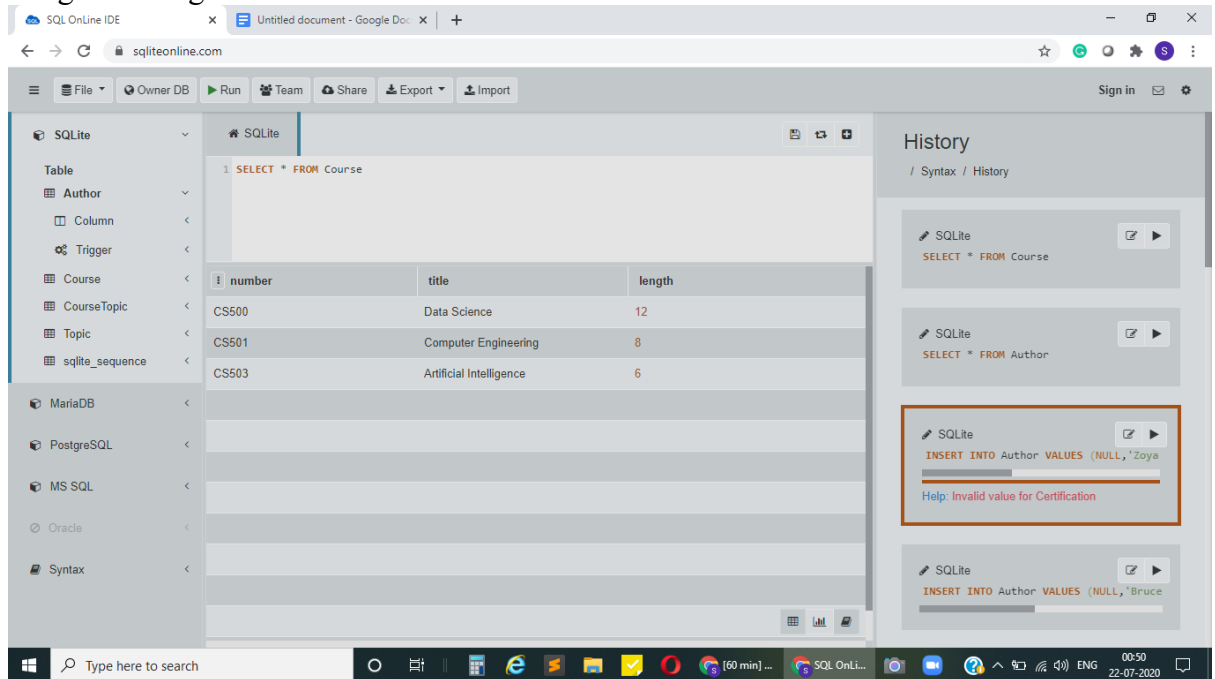 SQL OnLine IDE
Untitled document - Google Doc
sqliteonline.com
S
File Owner DB Run Team Share Export Import Sign in
SQLite
Table
Author
Column
Trigger
Course
CourseTopic
Topic
sqlite_sequence
MariaDB
PostgreSQL
MS SQL
Oracle
Syntax
SQLite
1 SELECT * FROM Course
number title length
CS500 Data Science 12
CS501 Computer Engineering 8
CS503 Artificial Intelligence 6
History
/ Syntax / History
SQLite
SELECT * FROM Course
SQLite
SELECT * FROM Author
SQLite
INSERT INTO Author VALUES (NULL,'Zoya
Help: Invalid value for Certification
SQLite
INSERT INTO Author VALUES (NULL,'Bruce
Type here to search
[60 min] ...
SQL OnLi...
ENG
00:50
22-07-2020